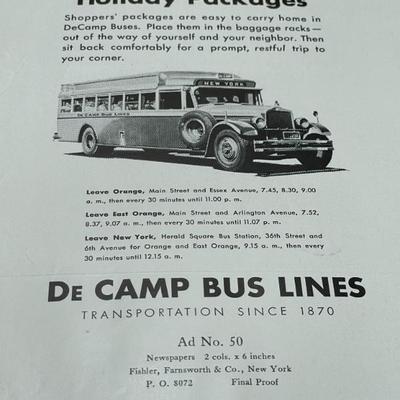 Holiday Packages
Shoppers' packages are easy to carry home in
DeCamp Buses. Place them in the baggage racks—
out of the way of yourself and your neighbor. Then
sit back comfortably for a prompt, restful trip to
your corner.
NEW YORK
DE CAMP BUS LINES
Leave Orange, Main Street and Essex Avenue, 7.45, 8.30, 9.00
a. m., then every 30 minutes until 11.00 p. m.
Leave East Orange, Main Street and Arlington Avenue, 7.52,
8.37, 9.07 a. m., then every 30 minutes until 11.07 p. m.
Leave New York, Herald Square Bus Station, 36th Street and
6th Avenue for Orange and East Orange, 9.15 a. m., then every
30 minutes until 12.15 a. m.
DE CAMP BUS LINES
TRANSPORTATION SINCE 1870
Ad No. 50
Newspapers 2 cols. x 6 inches
Fishler, Farnsworth & Co., New York
P. O. 8072 Final Proof